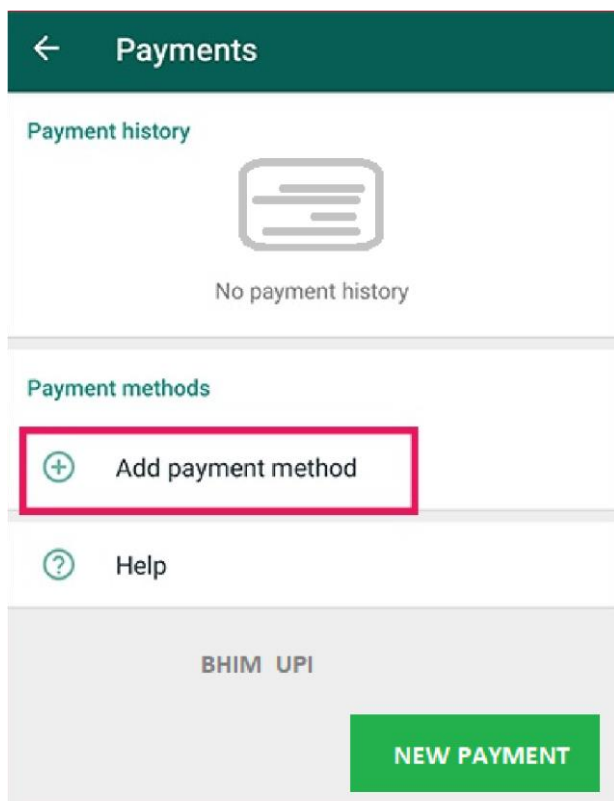 Payments
Payment history
No payment history
Payment methods
Add payment method
Help
BHIM UPI
NEW PAYMENT